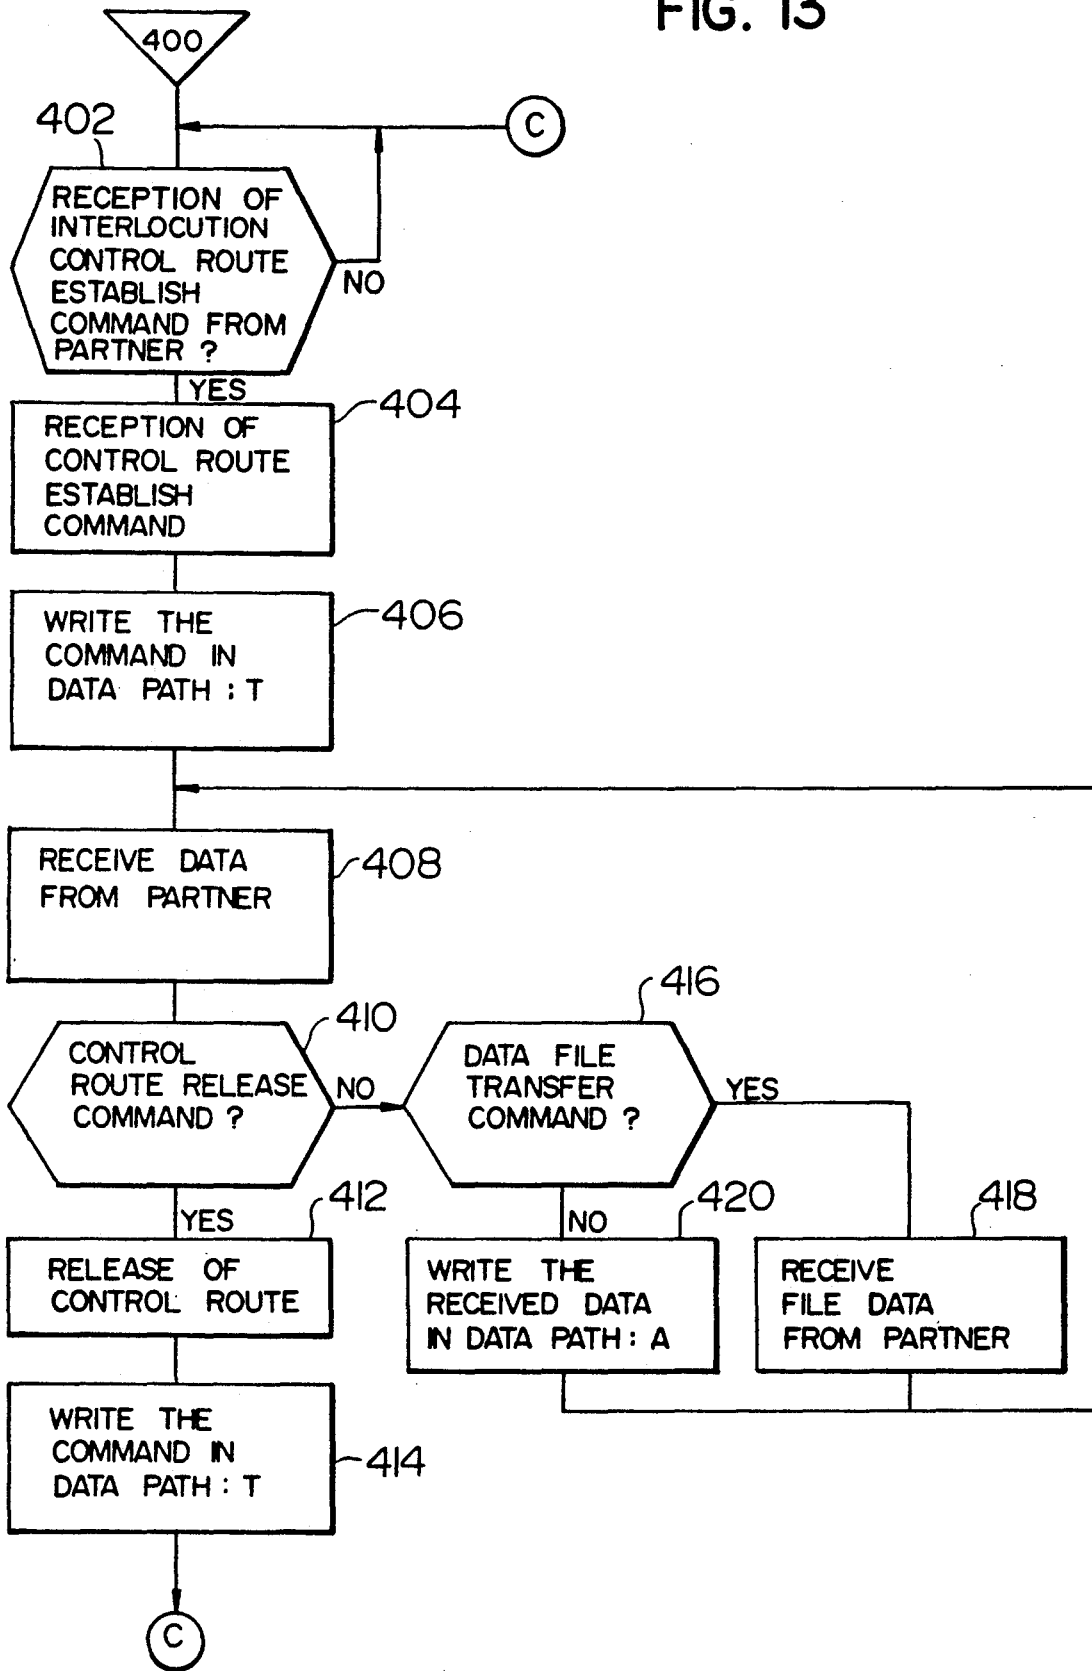 FIG. 13
400
C
402
RECEPTION OF
INTERLOCUTION
CONTROL ROUTE
ESTABLISH
COMMAND FROM
PARTNER ?
NO
YES
404
RECEPTION OF
CONTROL ROUTE
ESTABLISH
COMMAND
406
WRITE THE
COMMAND IN
DATA PATH : T
408
RECEIVE DATA
FROM PARTNER
410
CONTROL
ROUTE RELEASE
COMMAND ?
NO
416
DATA FILE
TRANSFER
COMMAND ?
YES
YES
412
RELEASE OF
CONTROL ROUTE
NO
420
WRITE THE
RECEIVED DATA
IN DATA PATH : A
418
RECEIVE
FILE DATA
FROM PARTNER
WRITE THE
COMMAND IN
DATA PATH : T
414
C